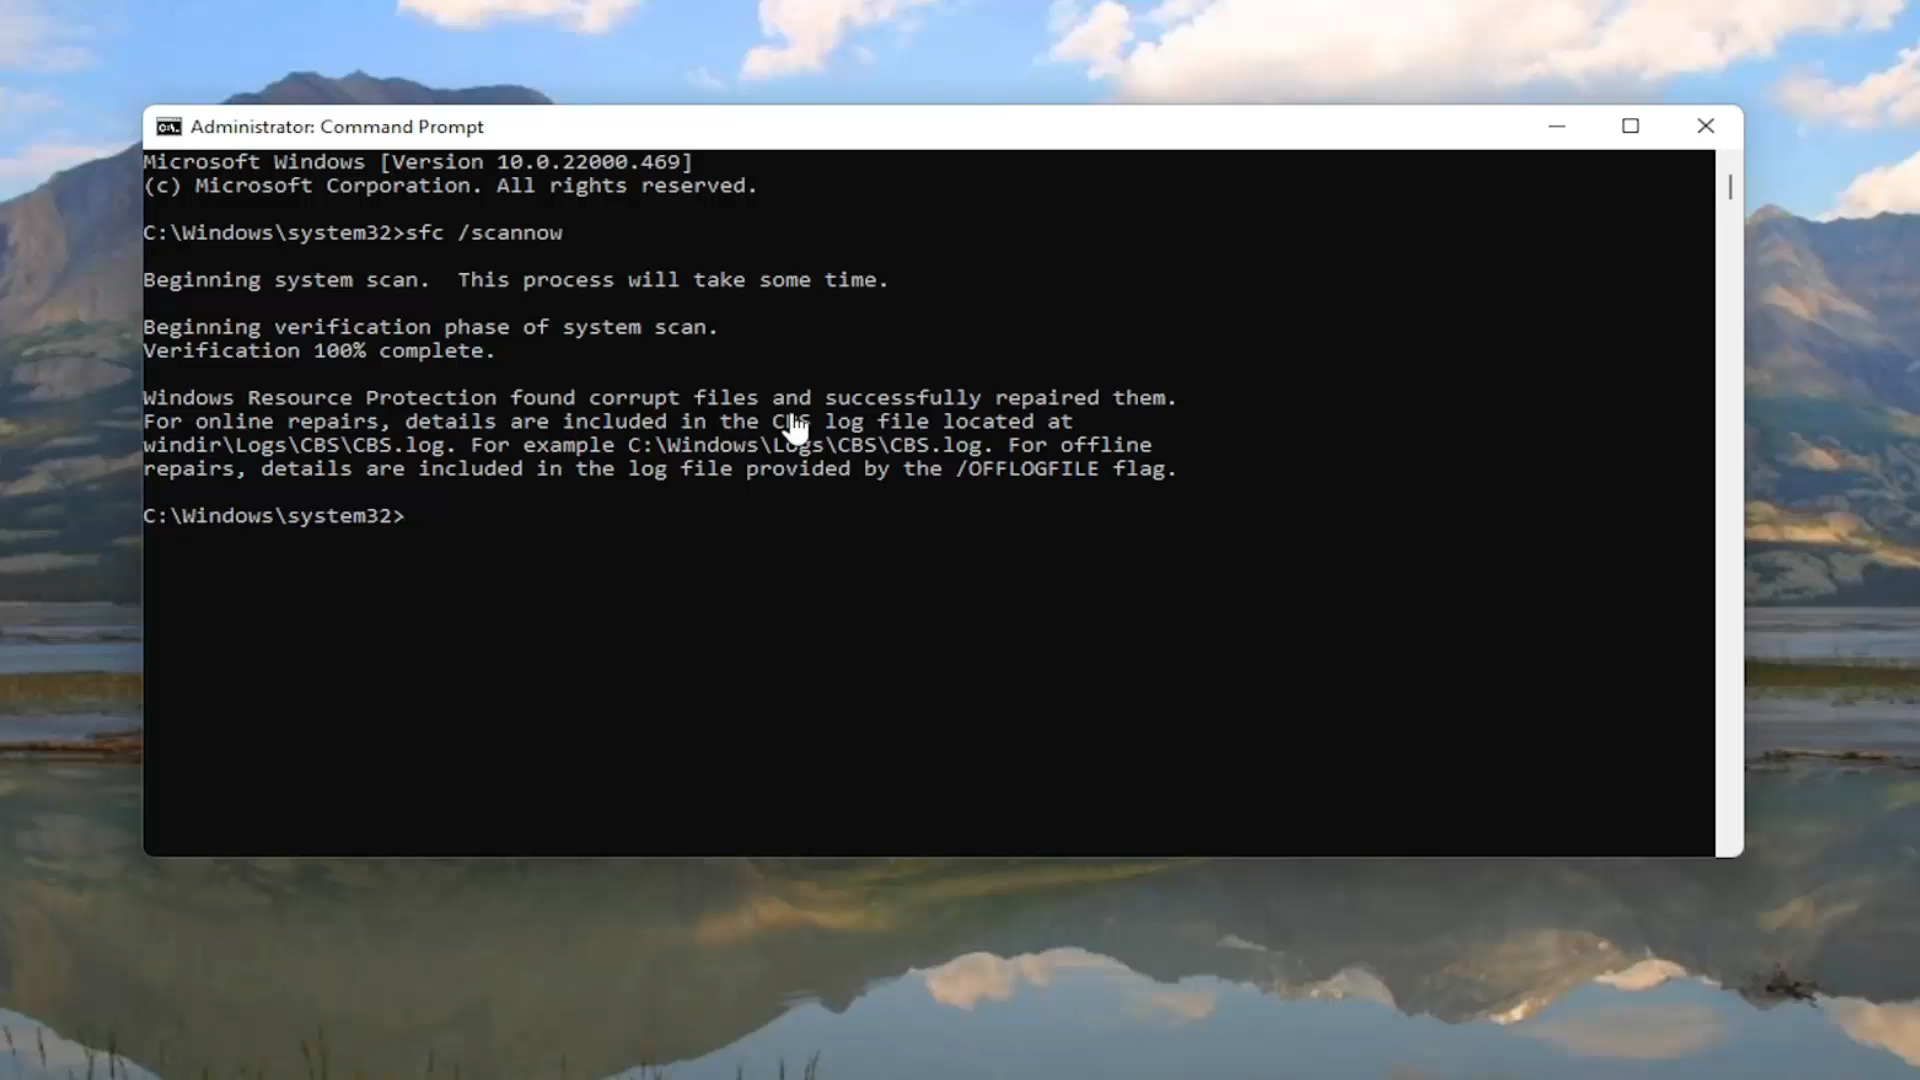 Administrator: Command Prompt
Microsoft Windows [Version 10.0.22000.469]
(c) Microsoft Corporation. All rights reserved.
C:\Windows\system32>sfc /scannow
Beginning system scan.  This process will take some time.
Beginning verification phase of system scan.
Verification 100% complete.
Windows Resource Protection found corrupt files and successfully repaired them.
For online repairs, details are included in the CBS log file located at
windir\Logs\CBS\CBS.log. For example C:\Windows\Logs\CBS\CBS.log. For offline
repairs, details are included in the log file provided by the /OFFLOGFILE flag.
C:\Windows\system32>